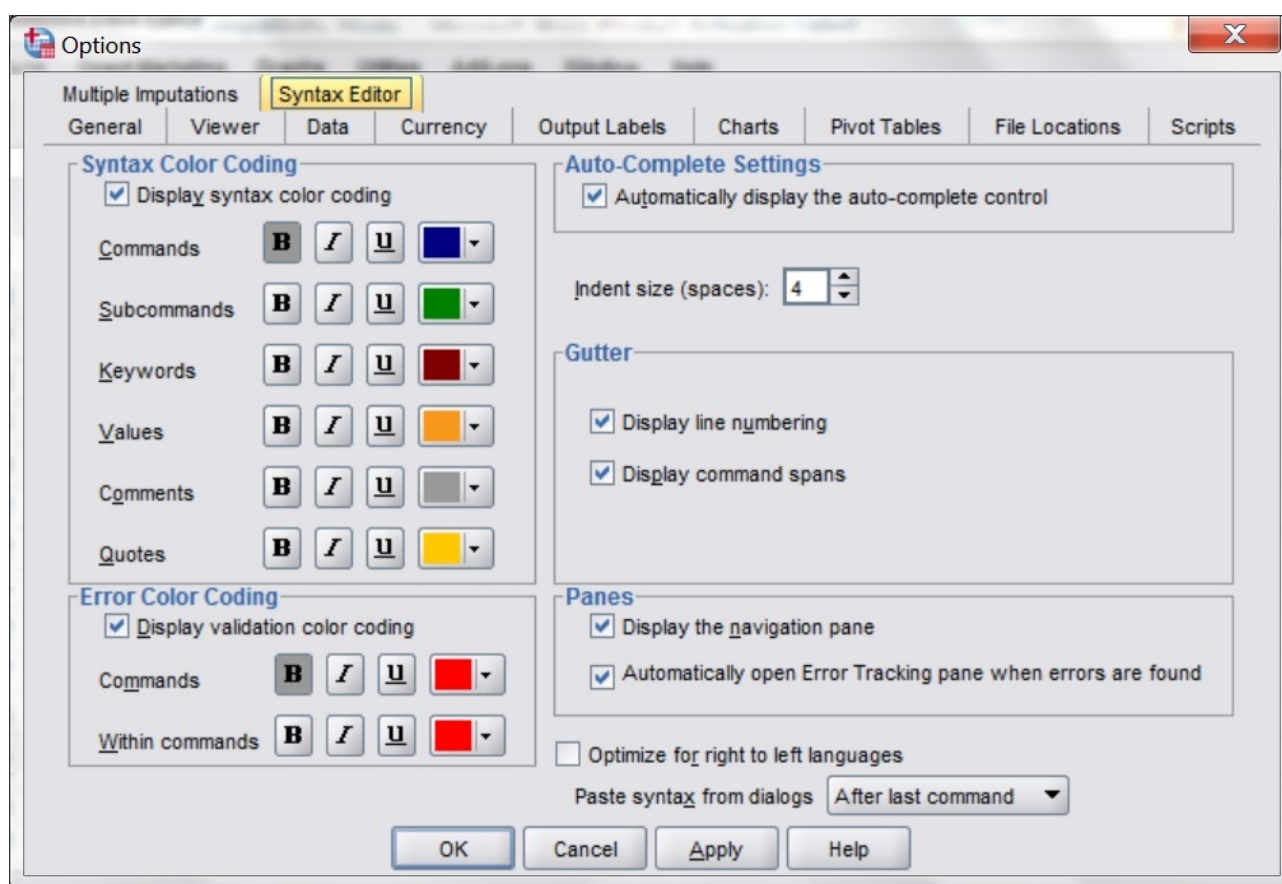 Options
X
Multiple Imputations Syntax Editor
General Viewer Data Currency Output Labels Charts Pivot Tables File Locations Scripts
Syntax Color Coding
Display syntax color coding
Commands B I U
Subcommands B I U
Keywords B I U
Values B I U
Comments B I U
Quotes B I U
Error Color Coding
Display validation color coding
Commands B I U
Within commands B I U
Auto-Complete Settings
Automatically display the auto-complete control
Indent size (spaces): 4
Gutter
Display line numbering
Display command spans
Panes
Display the navigation pane
Automatically open Error Tracking pane when errors are found
Optimize for right to left languages
Paste syntax from dialogs After last command
OK Cancel Apply Help